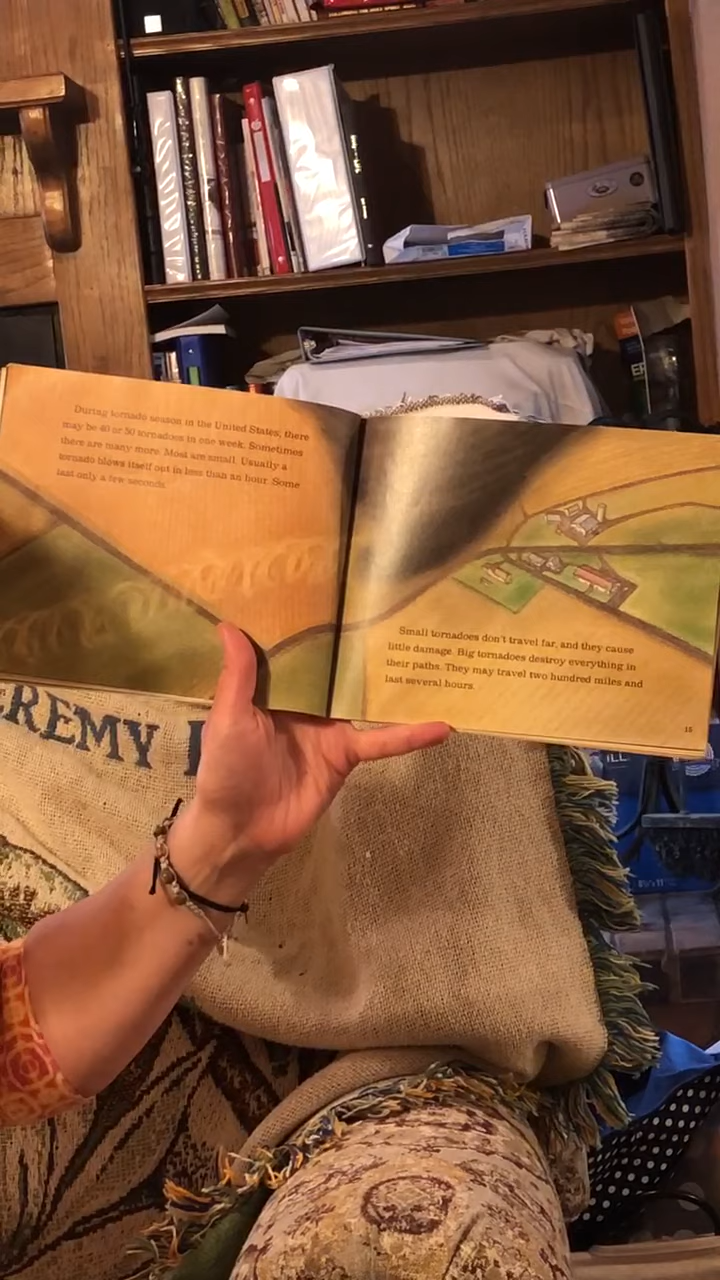 During tornado season in the United States, there
may be 40 or 50 tornadoes in one week. Sometimes
there are many more. Most are small. Usually a
tornado blows itself out in less than an hour. Some
last only a few seconds.
Small tornadoes don't travel far, and they cause
little damage. Big tornadoes destroy everything in
their paths. They may travel two hundred miles and
last several hours.
15
EREMY